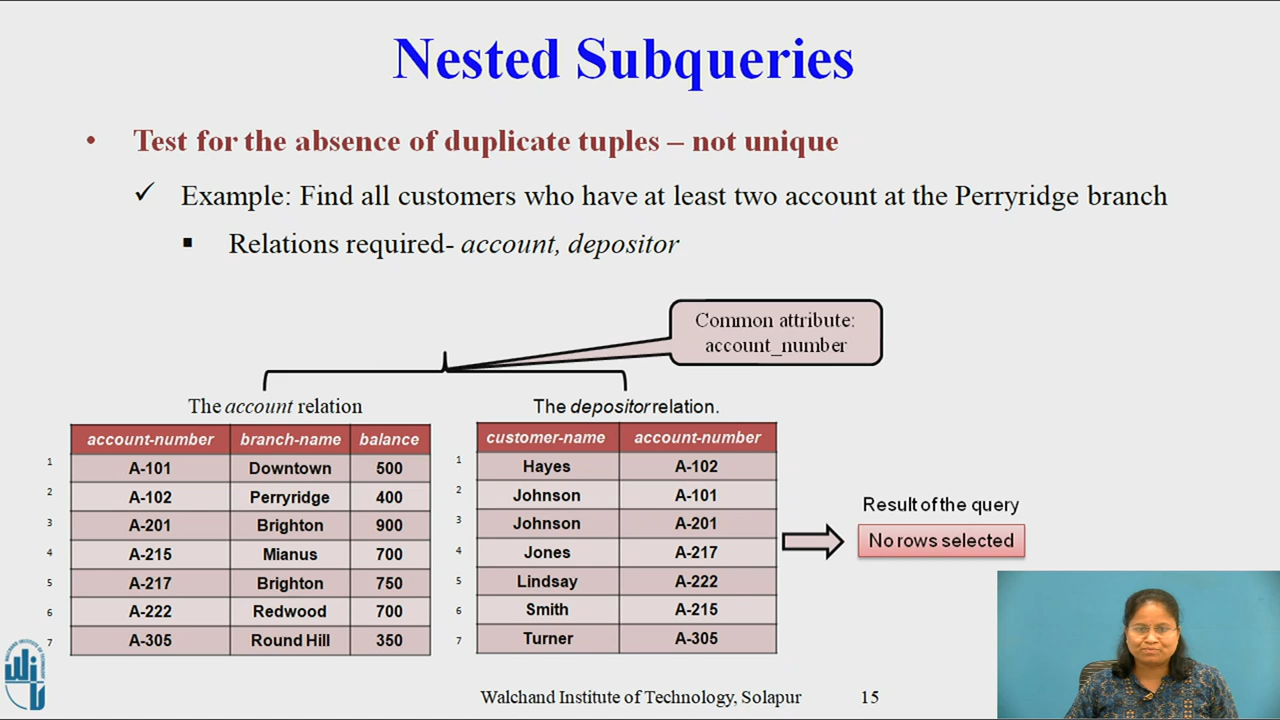 Nested Subqueries
• Test for the absence of duplicate tuples – not unique
✓ Example: Find all customers who have at least two account at the Perryridge branch
▪ Relations required- account, depositor
Common attribute:
account_number
The account relation
account-number branch-name balance
1 A-101 Downtown 500
2 A-102 Perryridge 400
3 A-201 Brighton 900
4 A-215 Mianus 700
5 A-217 Brighton 750
6 A-222 Redwood 700
7 A-305 Round Hill 350
The depositor relation.
customer-name account-number
1 Hayes A-102
2 Johnson A-101
3 Johnson A-201
4 Jones A-217
5 Lindsay A-222
6 Smith A-215
7 Turner A-305
Result of the query
No rows selected
Walchand Institute of Technology, Solapur 15